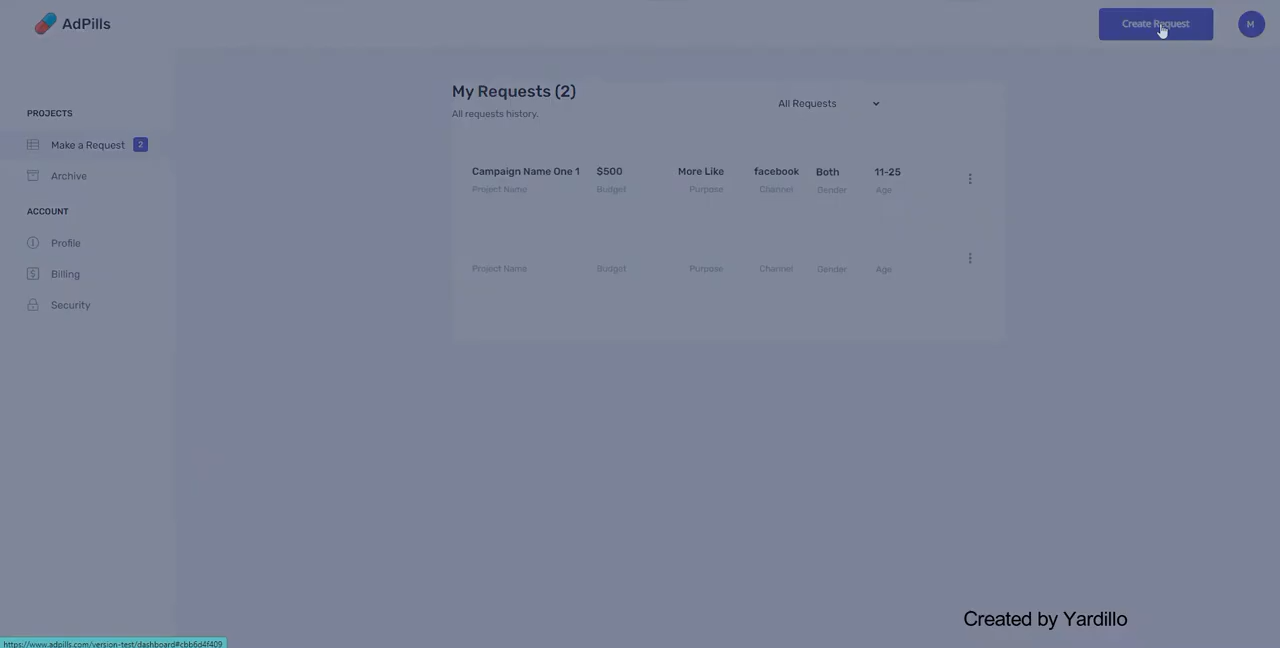 AdPills
Create Request
M
PROJECTS
Make a Request 2
Archive
ACCOUNT
Profile
Billing
Security
My Requests (2)
All requests history.
All Requests
Campaign Name One 1 $500 More Like facebook Both 11-25
Project Name Budget Purpose Channel Gender Age
Project Name Budget Purpose Channel Gender Age
Created by Yardillo
https://www.adpills.com/version-test/dashboard#cbb6d4f409